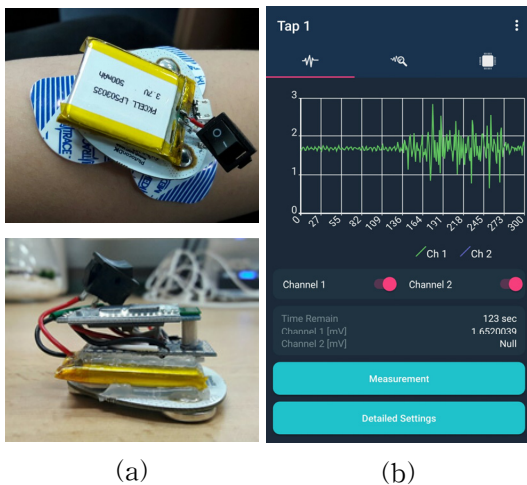 PKCELL LP503035
3.7V 500mAh
Tap 1
3
2
1
0
0 27 55 82 109 136 164 191 218 245 273 300
Ch 1 Ch 2
Channel 1 Channel 2
Time Remain 123 sec
Channel 1 [mV] 1.6520039
Channel 2 [mV] Null
Measurement
Detailed Settings
(a) (b)